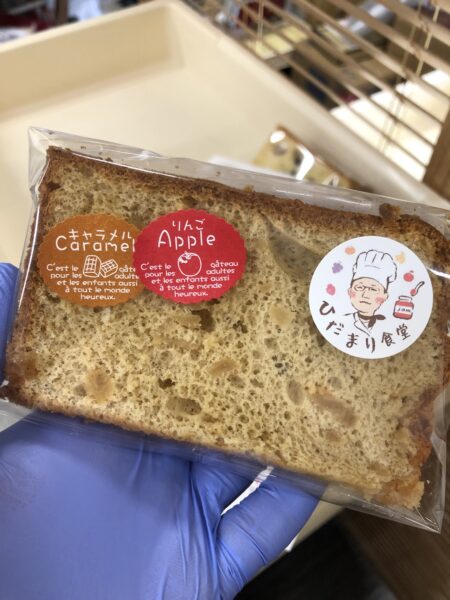 キャラメル
Caramel
C'est le gâteau
pour les adultes
et les enfants aussi
à tout le monde
heureux.
りんご
Apple
C'est le gâteau
pour les adultes
et les enfants aussi
à tout le monde
heureux.
JAM
ひだまり食堂